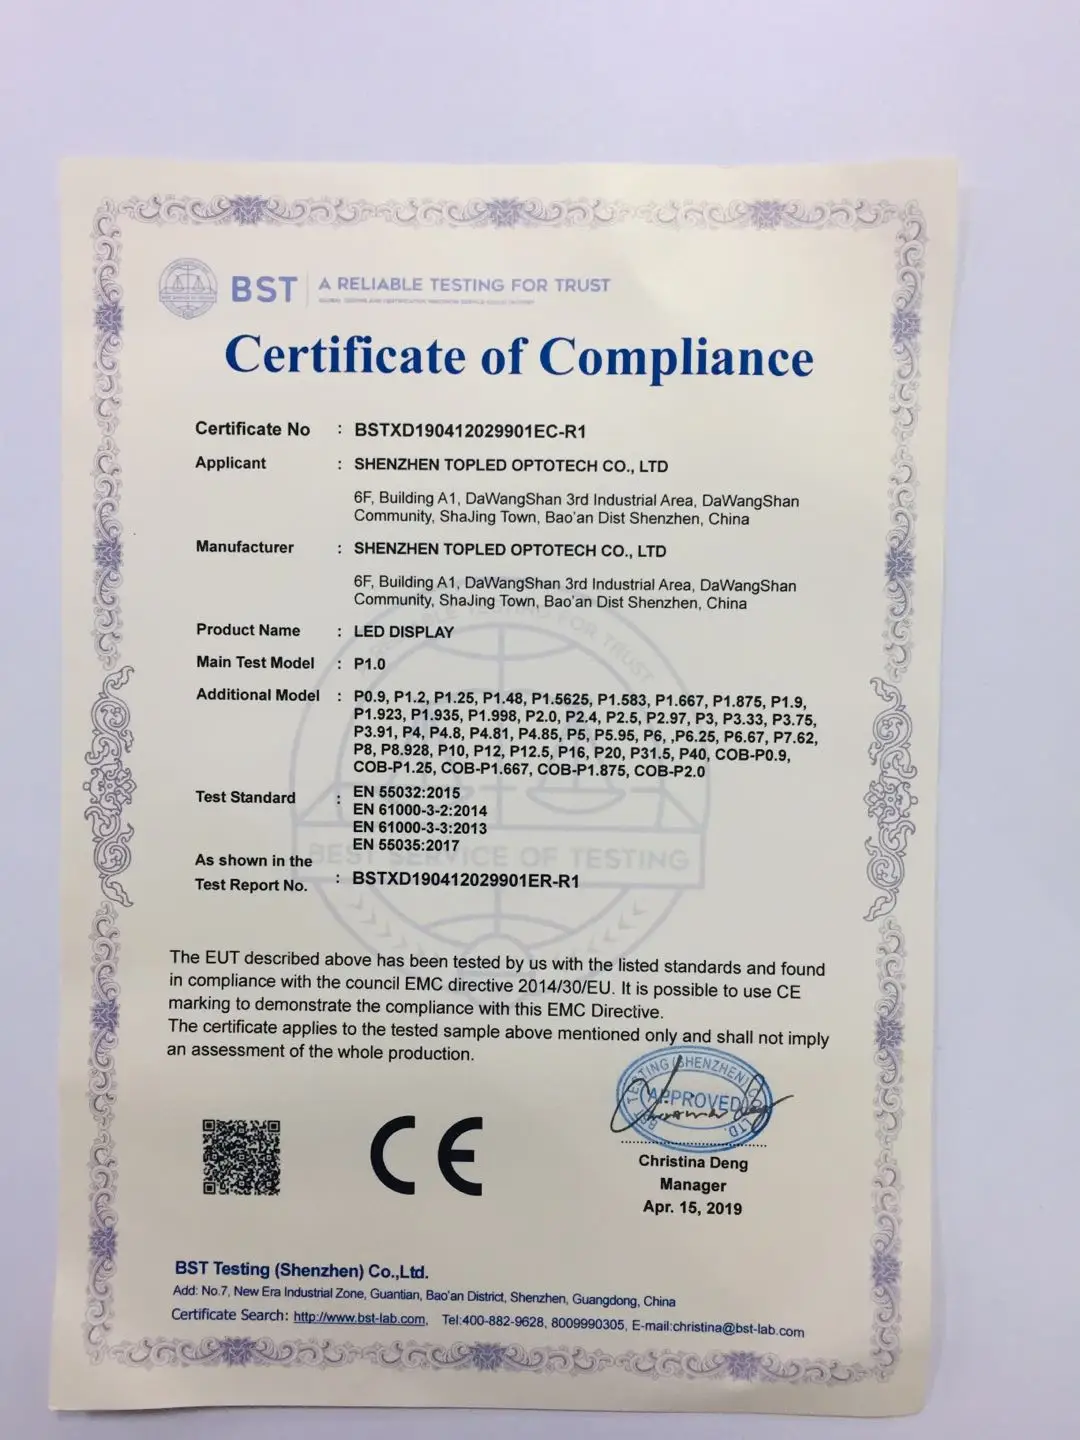 BST A RELIABLE TESTING FOR TRUST
Certificate of Compliance
Certificate No : BSTXD190412029901EC-R1
Applicant : SHENZHEN TOPLED OPTOTECH CO., LTD
6F, Building A1, DaWangShan 3rd Industrial Area, DaWangShan
Community, ShaJing Town, Bao'an Dist Shenzhen, China
Manufacturer : SHENZHEN TOPLED OPTOTECH CO., LTD
6F, Building A1, DaWangShan 3rd Industrial Area, DaWangShan
Community, ShaJing Town, Bao'an Dist Shenzhen, China
Product Name : LED DISPLAY
Main Test Model : P1.0
Additional Model : P0.9, P1.2, P1.25, P1.48, P1.5625, P1.583, P1.667, P1.875, P1.9,
P1.923, P1.935, P1.998, P2.0, P2.4, P2.5, P2.97, P3, P3.33, P3.75,
P3.91, P4, P4.8, P4.81, P4.85, P5, P5.95, P6, ,P6.25, P6.67, P7.62,
P8, P8.928, P10, P12, P12.5, P16, P20, P31.5, P40, COB-P0.9,
COB-P1.25, COB-P1.667, COB-P1.875, COB-P2.0
Test Standard : EN 55032:2015
EN 61000-3-2:2014
EN 61000-3-3:2013
EN 55035:2017
As shown in the
Test Report No. : BSTXD190412029901ER-R1
BEST SERVICE OF TESTING
The EUT described above has been tested by us with the listed standards and found
in compliance with the council EMC directive 2014/30/EU. It is possible to use CE
marking to demonstrate the compliance with this EMC Directive.
The certificate applies to the tested sample above mentioned only and shall not imply
an assessment of the whole production.
BST TESTING (SHENZHEN) CO., LTD.
APPROVED
CE
Christina Deng
Manager
Apr. 15, 2019
BST Testing (Shenzhen) Co.,Ltd.
Add: No.7, New Era Industrial Zone, Guantian, Bao'an District, Shenzhen, Guangdong, China
Certificate Search: http://www.bst-lab.com, Tel:400-882-9628, 8009990305, E-mail:christina@bst-lab.com